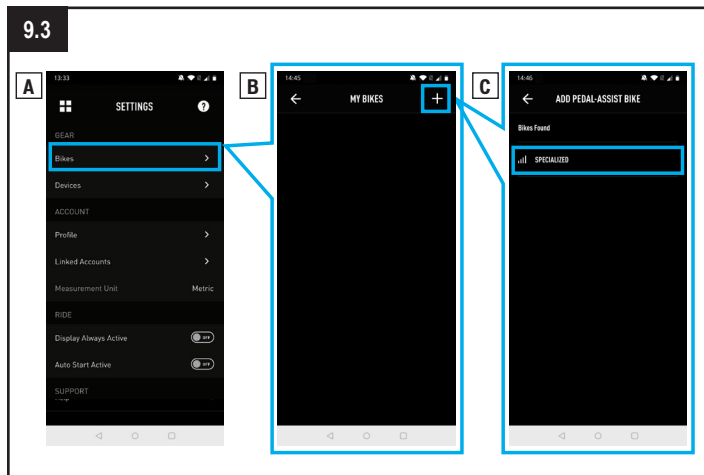 9.3
A
13:33
SETTINGS
?
GEAR
Bikes
Devices
ACCOUNT
Profile
Linked Accounts
Measurement Unit Metric
RIDE
Display Always Active OFF
Auto Start Active OFF
SUPPORT
B
14:45
MY BIKES
C
14:46
ADD PEDAL-ASSIST BIKE
Bikes Found
SPECIALIZED